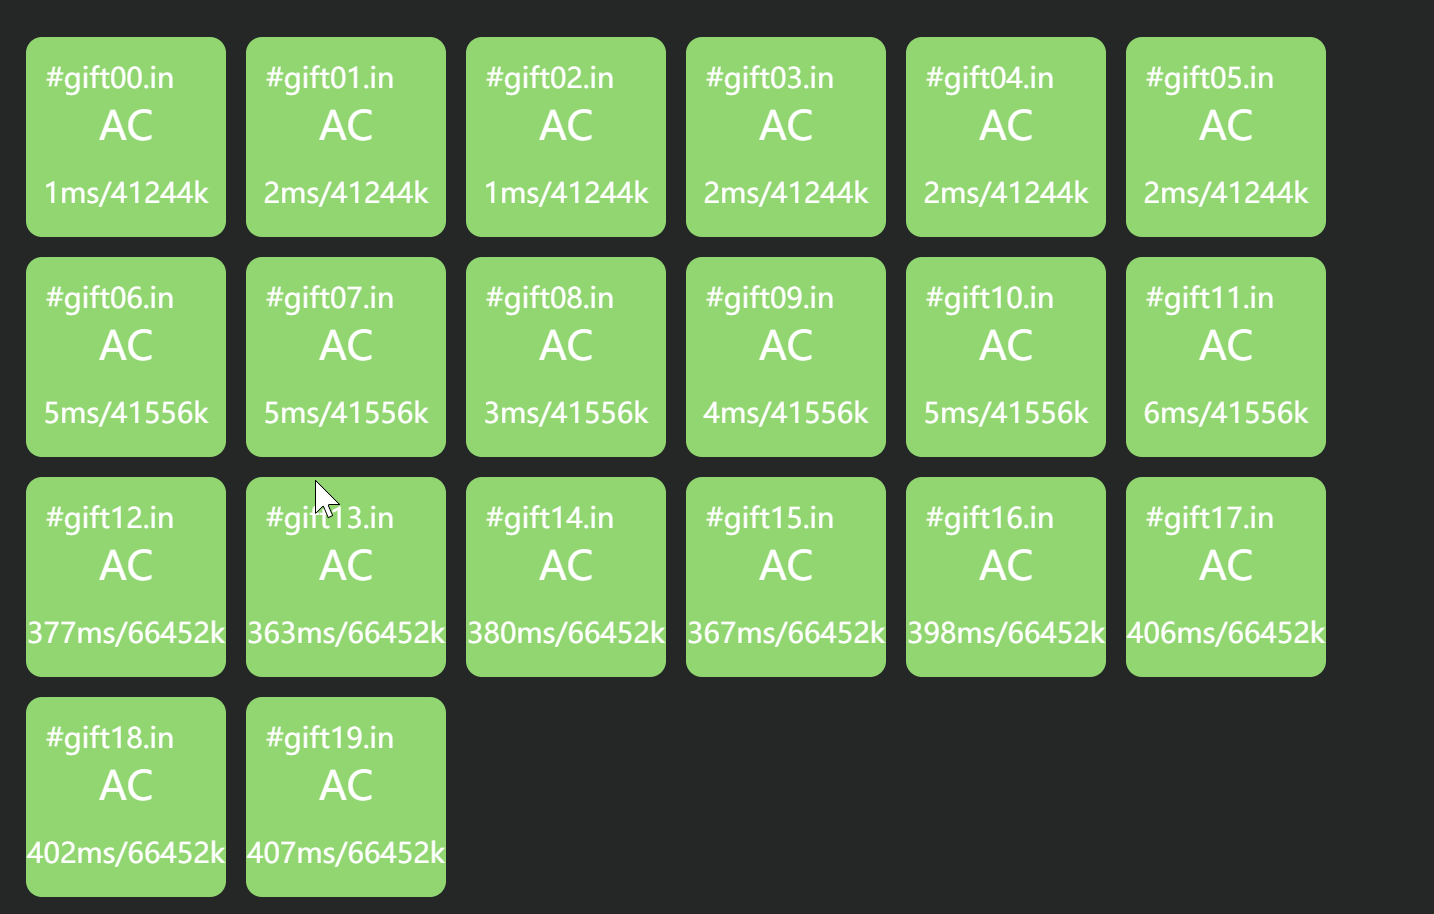 #gift00.in #gift01.in #gift02.in #gift03.in #gift04.in #gift05.in
AC AC AC AC AC AC
1ms/41244k 2ms/41244k 1ms/41244k 2ms/41244k 2ms/41244k 2ms/41244k
#gift06.in #gift07.in #gift08.in #gift09.in #gift10.in #gift11.in
AC AC AC AC AC AC
5ms/41556k 5ms/41556k 3ms/41556k 4ms/41556k 5ms/41556k 6ms/41556k
#gift12.in #gift13.in #gift14.in #gift15.in #gift16.in #gift17.in
AC AC AC AC AC AC
377ms/66452k 363ms/66452k 380ms/66452k 367ms/66452k 398ms/66452k 406ms/66452k
#gift18.in #gift19.in
AC AC
402ms/66452k 407ms/66452k